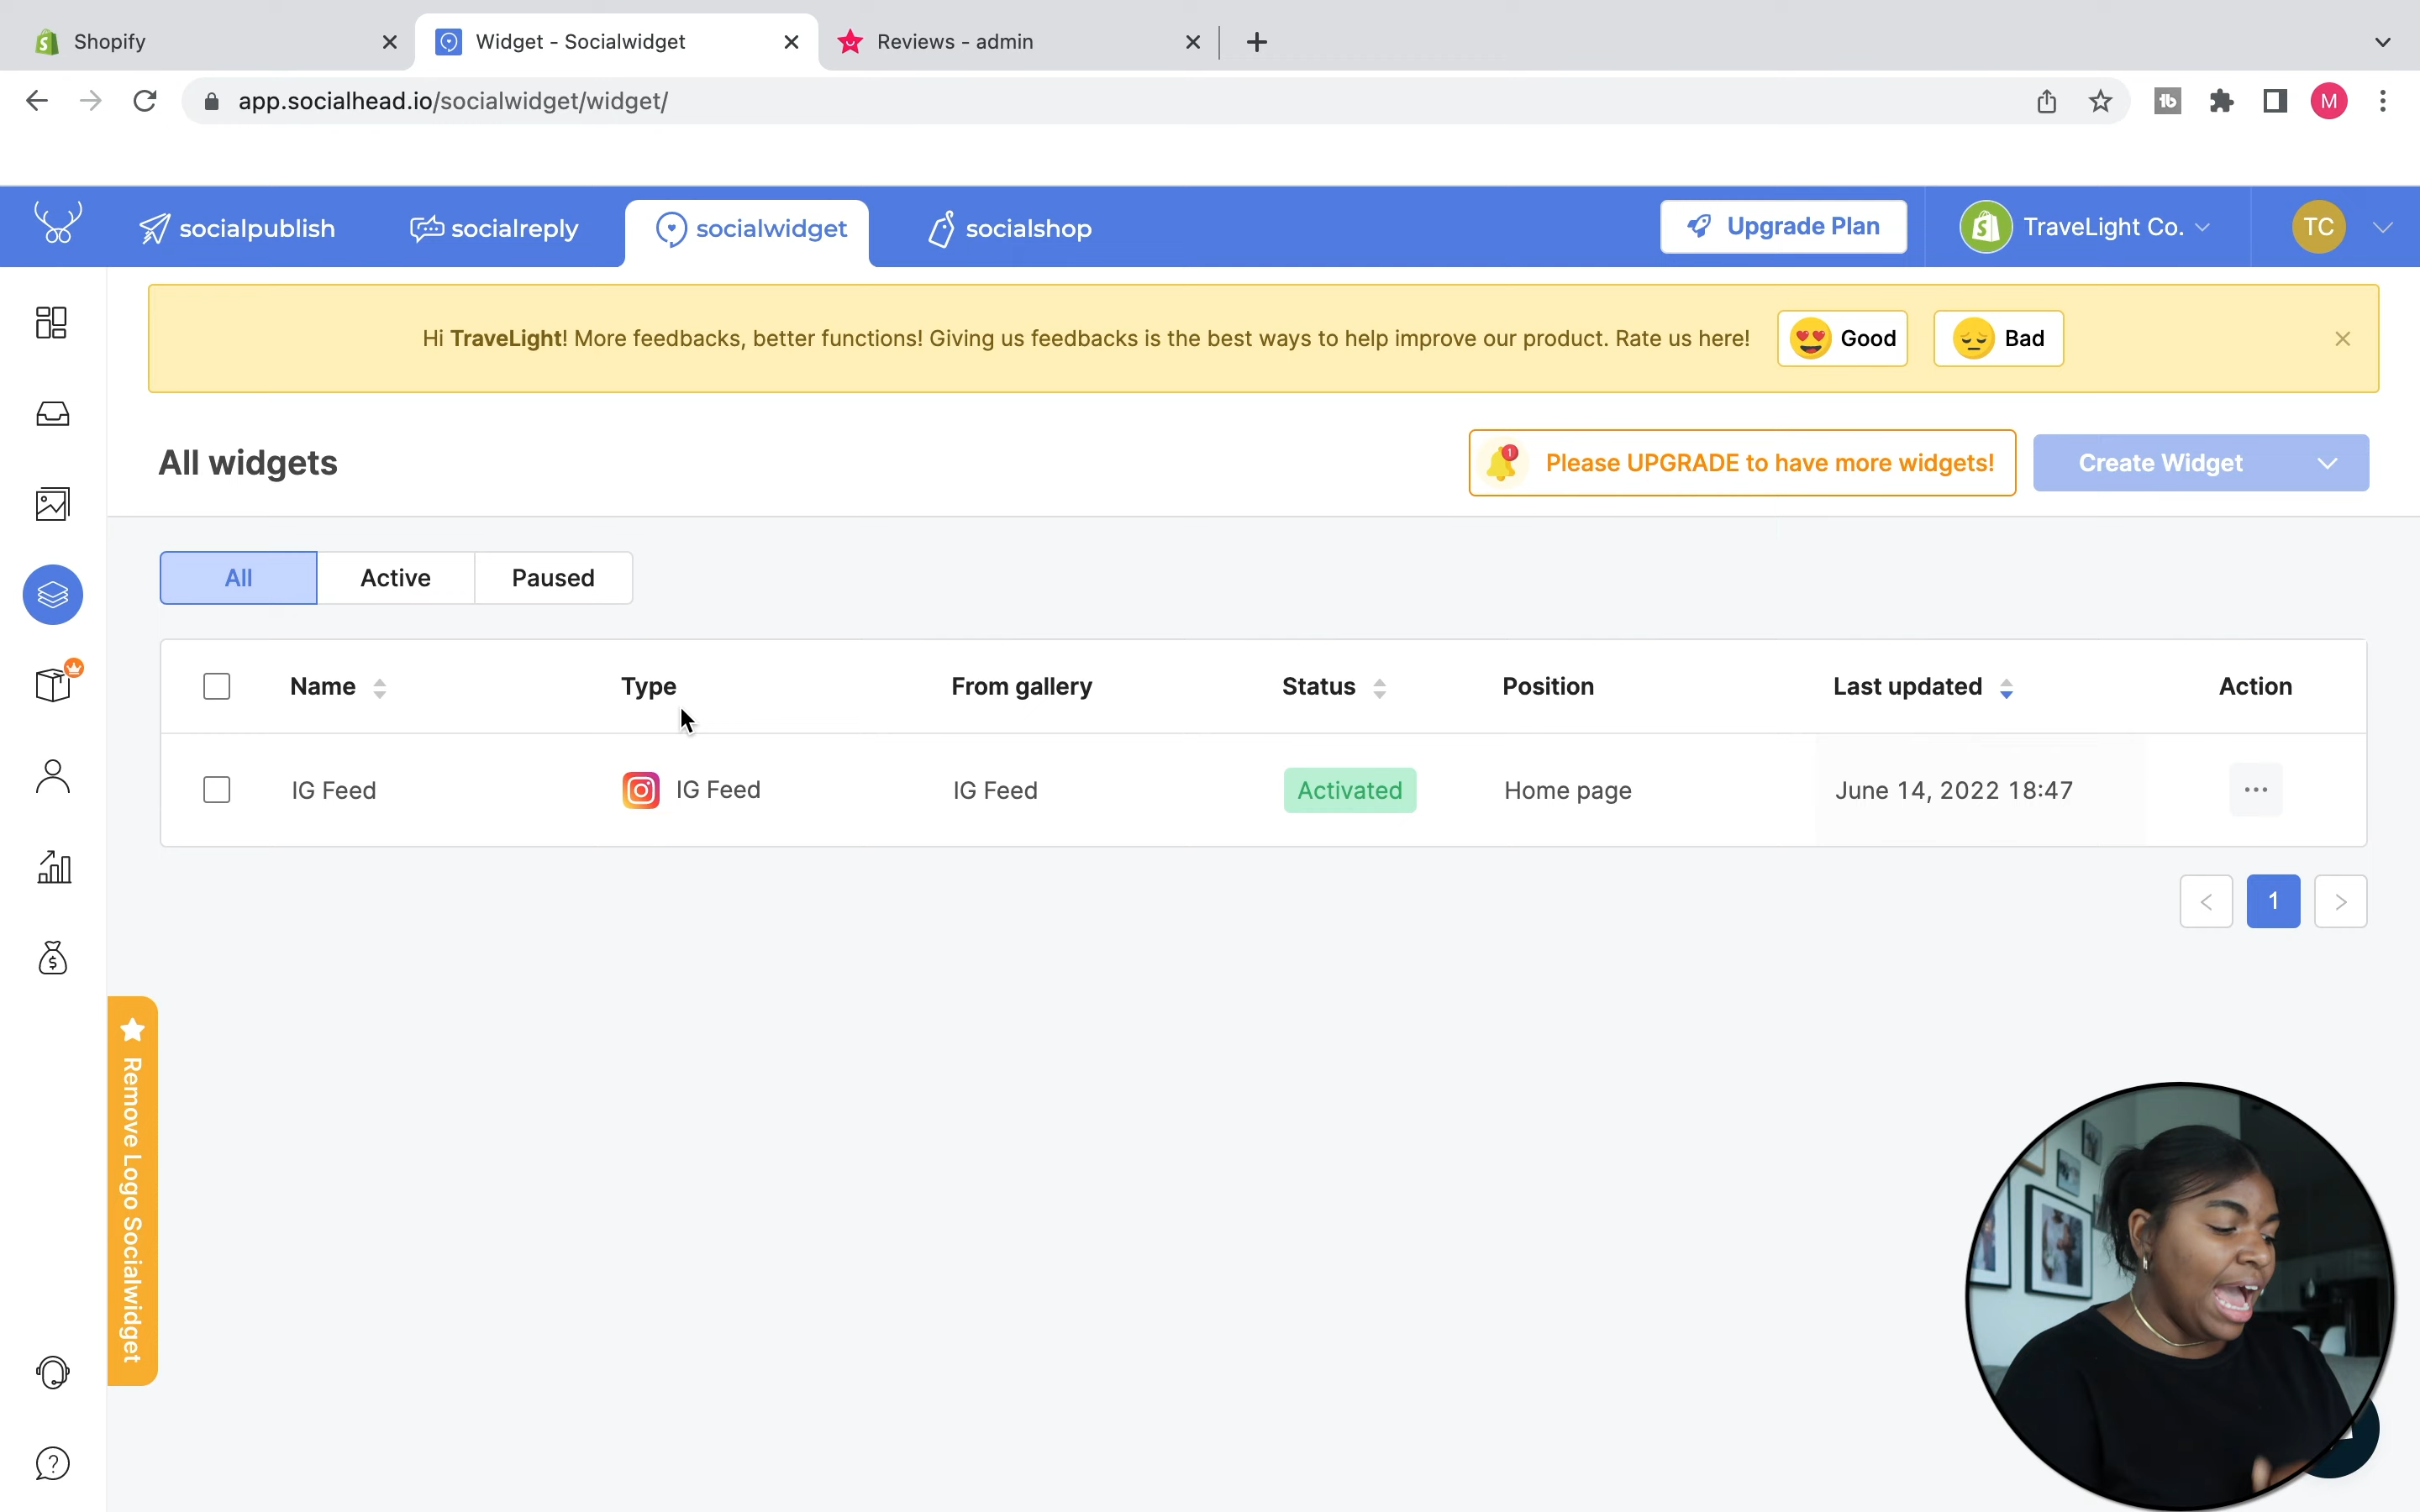 Shopify
Widget - Socialwidget
Reviews - admin
app.socialhead.io/socialwidget/widget/
M
socialpublish
socialreply
socialwidget
socialshop
Upgrade Plan
TraveLight Co.
TC
Hi TraveLight! More feedbacks, better functions! Giving us feedbacks is the best ways to help improve our product. Rate us here!
Good
Bad
All widgets
1
Please UPGRADE to have more widgets!
Create Widget
All
Active
Paused
Name
Type
From gallery
Status
Position
Last updated
Action
IG Feed
IG Feed
IG Feed
Activated
Home page
June 14, 2022 18:47
...
<
1
>
Remove Logo Socialwidget